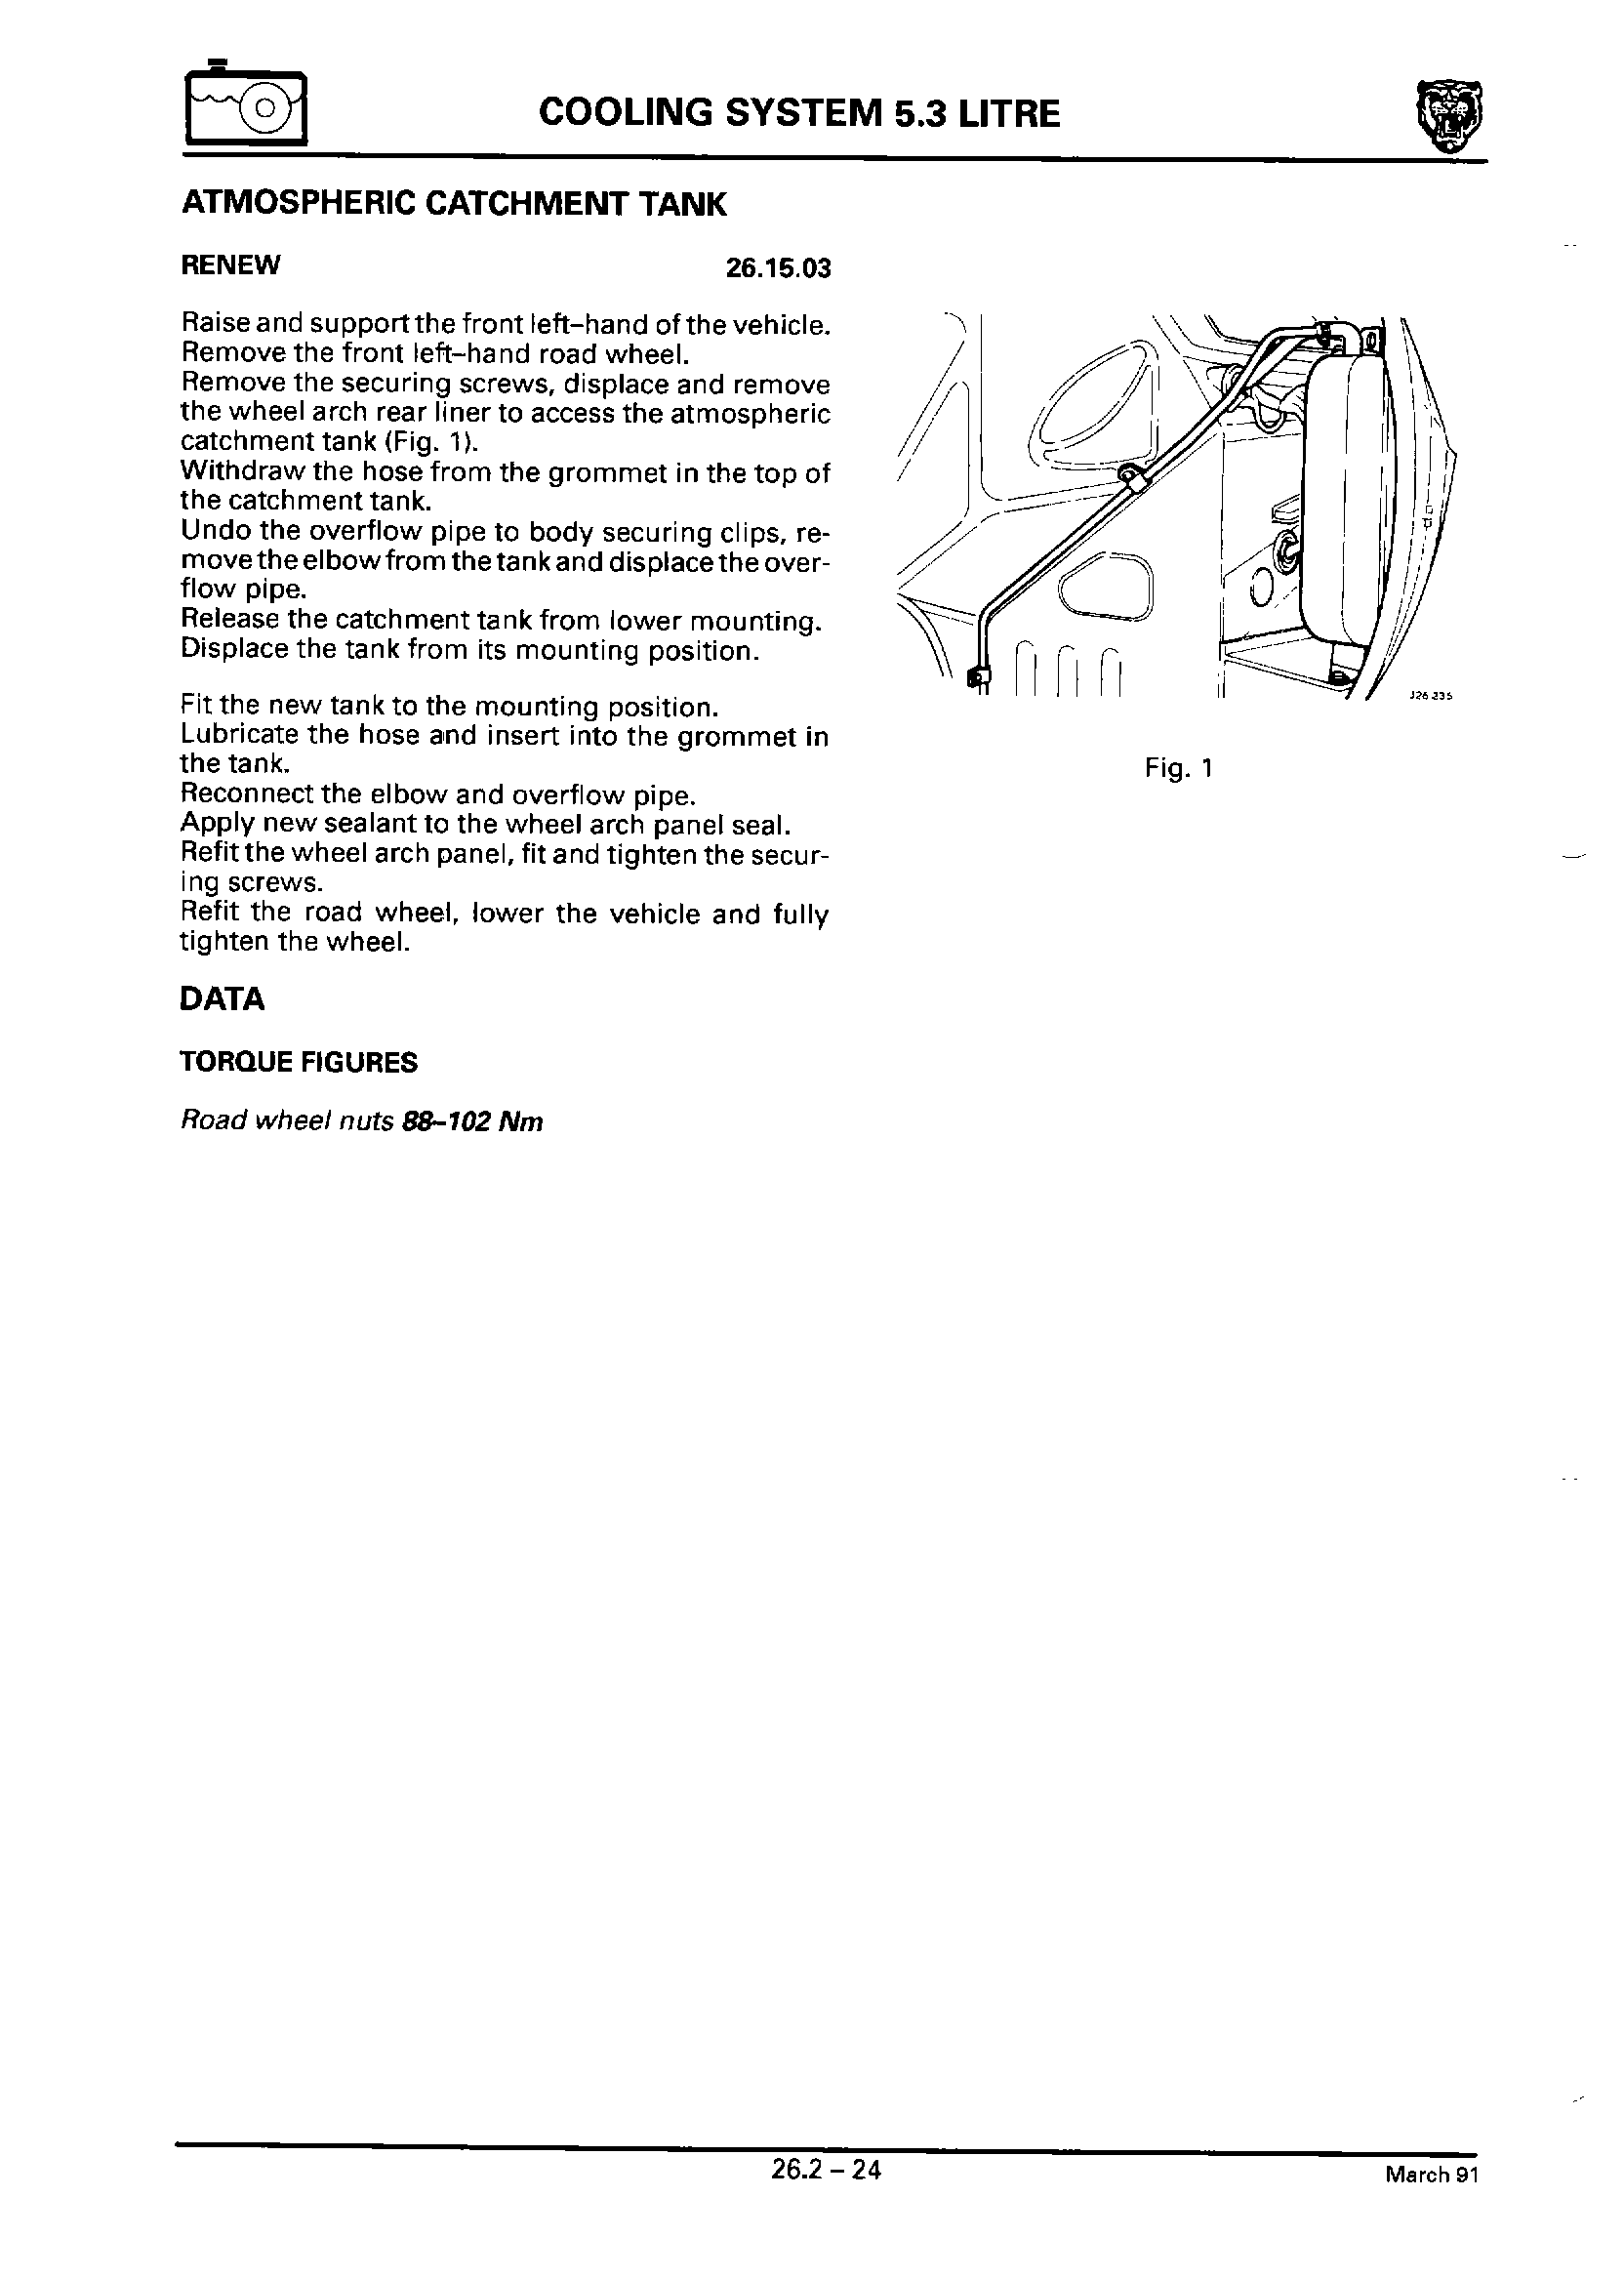 COOLING SYSTEM 5.3 LITRE
ATMOSPHERIC CATCHMENT TANK
RENEW 26.15.03
Raise and support the front left-hand of the vehicle.
Remove the front left-hand road wheel.
Remove the securing screws, displace and remove
the wheel arch rear liner to access the atmospheric
catchment tank (Fig. 1).
Withdraw the hose from the grommet in the top of
the catchment tank.
Undo the overflow pipe to body securing clips, re-
move the elbow from the tank and displace the over-
flow pipe.
Release the catchment tank from lower mounting.
Displace the tank from its mounting position.
Fit the new tank to the mounting position.
Lubricate the hose and insert into the grommet in
the tank.
Reconnect the elbow and overflow pipe.
Apply new sealant to the wheel arch panel seal.
Refit the wheel arch panel, fit and tighten the secur-
ing screws.
Refit the road wheel, lower the vehicle and fully
tighten the wheel.
DATA
TORQUE FIGURES
Road wheel nuts 88–102 Nm
J26 235
Fig. 1
26.2 – 24
March 91